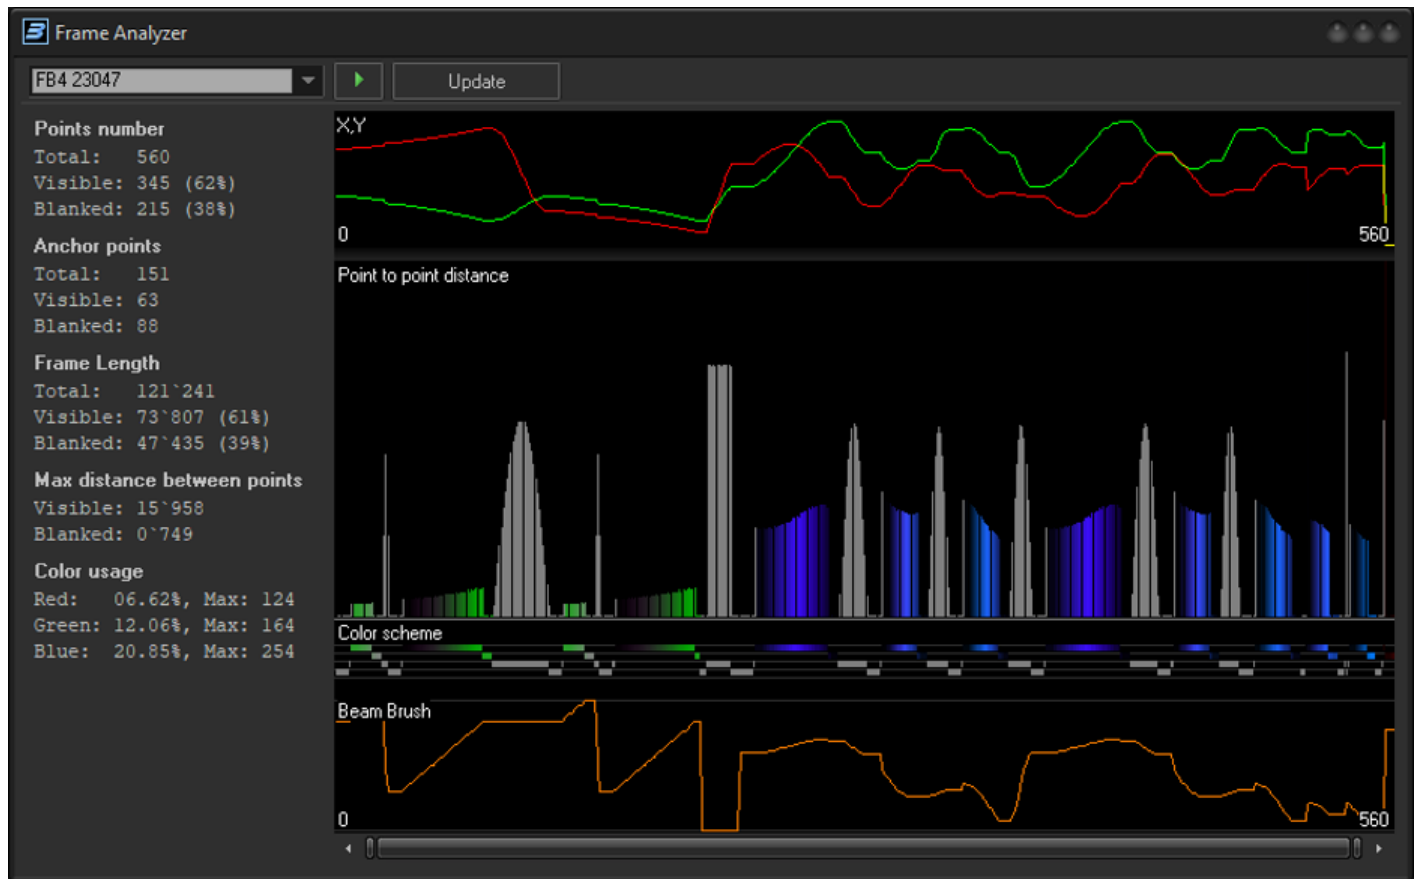 Frame Analyzer
FB4 23047
Update
Points number
Total: 560
Visible: 345 (62%)
Blanked: 215 (38%)
Anchor points
Total: 151
Visible: 63
Blanked: 88
Frame Length
Total: 121`241
Visible: 73`807 (61%)
Blanked: 47`435 (39%)
Max distance between points
Visible: 15`958
Blanked: 0`749
Color usage
Red: 06.62%, Max: 124
Green: 12.06%, Max: 164
Blue: 20.85%, Max: 254
X,Y
0
560
Point to point distance
Color scheme
Beam Brush
0
560